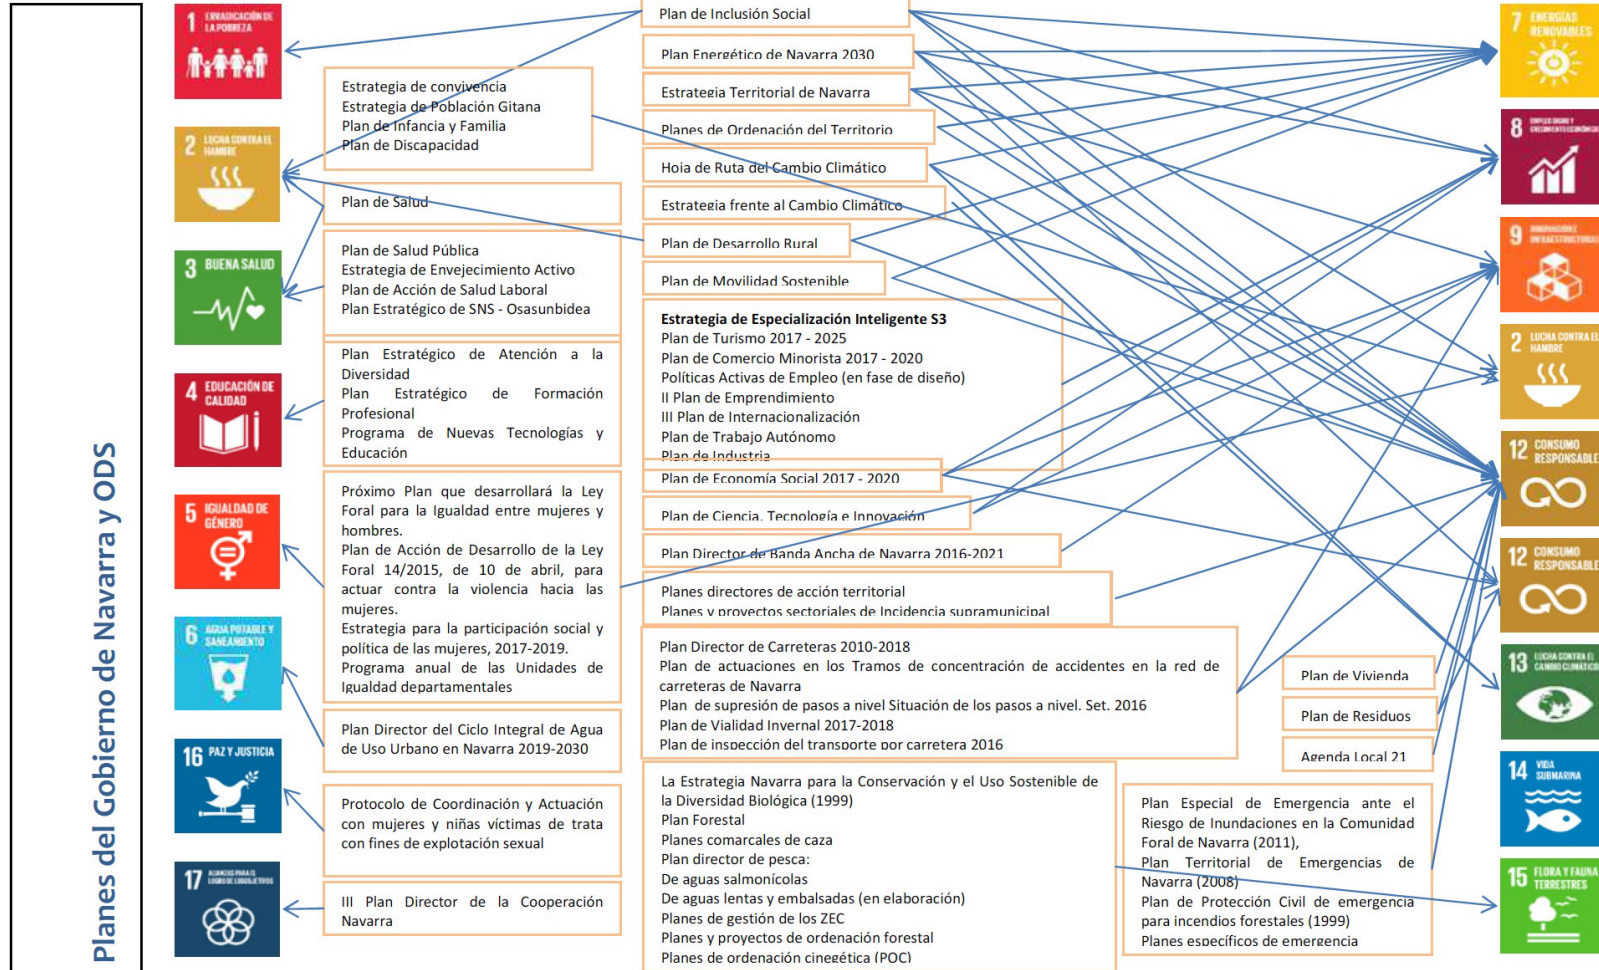 Planes del Gobierno de Navarra y ODS
1 ERRADICACIÓN DE
LA POBREZA
2 LUCHA CONTRA EL
HAMBRE
3 BUENA SALUD
4 EDUCACIÓN DE
CALIDAD
5 IGUALDAD DE
GÉNERO
6 AGUA POTABLE Y
SANEAMIENTO
16 PAZ Y JUSTICIA
17 ALIANZAS PARA EL
LOGRO DE LOS OBJETIVOS
Estrategia de convivencia
Estrategia de Población Gitana
Plan de Infancia y Familia
Plan de Discapacidad
Plan de Salud
Plan de Salud Pública
Estrategia de Envejecimiento Activo
Plan de Acción de Salud Laboral
Plan Estratégico de SNS - Osasunbidea
Plan Estratégico de Atención a la
Diversidad
Plan Estratégico de Formación
Profesional
Programa de Nuevas Tecnologías y
Educación
Próximo Plan que desarrollará la Ley
Foral para la Igualdad entre mujeres y
hombres.
Plan de Acción de Desarrollo de la Ley
Foral 14/2015, de 10 de abril, para
actuar contra la violencia hacia las
mujeres.
Estrategia para la participación social y
política de las mujeres, 2017-2019.
Programa anual de las Unidades de
Igualdad departamentales
Plan Director del Ciclo Integral de Agua
de Uso Urbano en Navarra 2019-2030
Protocolo de Coordinación y Actuación
con mujeres y niñas víctimas de trata
con fines de explotación sexual
III Plan Director de la Cooperación
Navarra
Plan de Inclusión Social
Plan Energético de Navarra 2030
Estrategia Territorial de Navarra
Planes de Ordenación del Territorio
Hoja de Ruta del Cambio Climático
Estrategia frente al Cambio Climático
Plan de Desarrollo Rural
Plan de Movilidad Sostenible
Estrategia de Especialización Inteligente S3
Plan de Turismo 2017 - 2025
Plan de Comercio Minorista 2017 - 2020
Políticas Activas de Empleo (en fase de diseño)
II Plan de Emprendimiento
III Plan de Internacionalización
Plan de Trabajo Autónomo
Plan de Industria
Plan de Economía Social 2017 - 2020
Plan de Ciencia, Tecnología e Innovación
Plan Director de Banda Ancha de Navarra 2016-2021
Planes directores de acción territorial
Planes y proyectos sectoriales de Incidencia supramunicipal
Plan Director de Carreteras 2010-2018
Plan de actuaciones en los Tramos de concentración de accidentes en la red de
carreteras de Navarra
Plan de supresión de pasos a nivel Situación de los pasos a nivel. Set. 2016
Plan de Vialidad Invernal 2017-2018
Plan de inspección del transporte por carretera 2016
La Estrategia Navarra para la Conservación y el Uso Sostenible de
la Diversidad Biológica (1999)
Plan Forestal
Planes comarcales de caza
Plan director de pesca:
De aguas salmonícolas
De aguas lentas y embalsadas (en elaboración)
Planes de gestión de los ZEC
Planes y proyectos de ordenación forestal
Planes de ordenación cinegética (POC)
Plan de Vivienda
Plan de Residuos
Agenda Local 21
Plan Especial de Emergencia ante el
Riesgo de Inundaciones en la Comunidad
Foral de Navarra (2011),
Plan Territorial de Emergencias de
Navarra (2008)
Plan de Protección Civil de emergencia
para incendios forestales (1999)
Planes específicos de emergencia
7 ENERGÍAS
RENOVABLES
8 EMPLEO DIGNO Y
CRECIMIENTO ECONÓMICO
9 INNOVACIÓN E
INFRAESTRUCTURAS
2 LUCHA CONTRA EL
HAMBRE
12 CONSUMO
RESPONSABLE
12 CONSUMO
RESPONSABLE
13 LUCHA CONTRA EL
CAMBIO CLIMÁTICO
14 VIDA
SUBMARINA
15 FLORA Y FAUNA
TERRESTRES